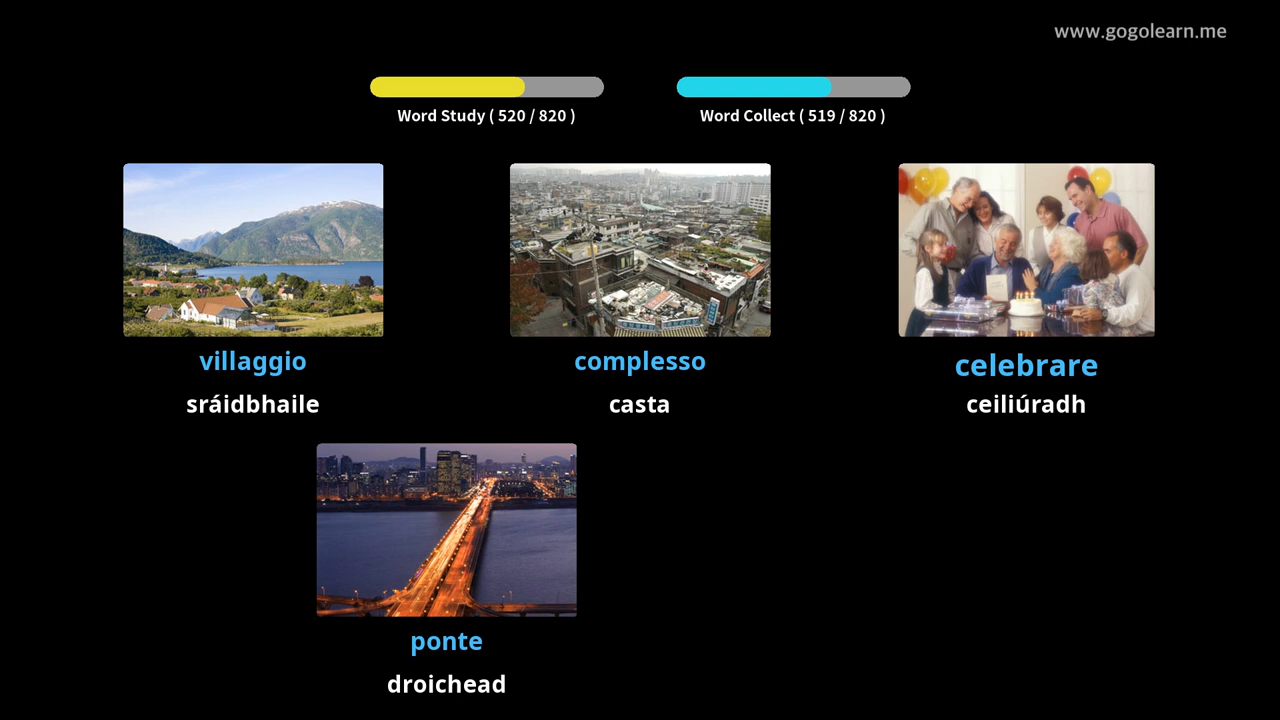 www.gogolearn.me
Word Study ( 520 / 820 )
Word Collect ( 519 / 820 )
villaggio
sráidbhaile
complesso
casta
celebrare
ceiliúradh
ponte
droichead